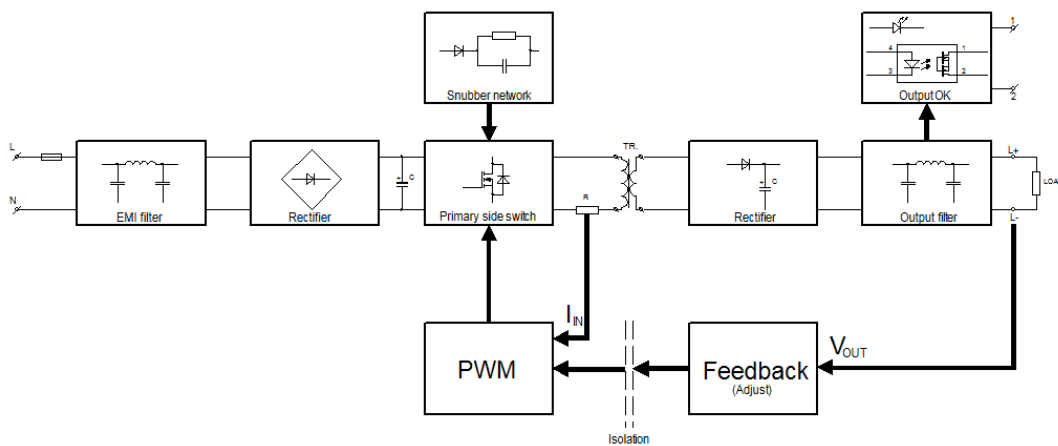 1
4
1
3
2
2
Snubber network
Output OK
L
TR.
L+
+
C
+
C
R
LOA
N
L-
EMI filter
Rectifier
Primary side switch
Rectifier
Output filter
IIN
VOUT
PWM
Feedback
(Adjust)
Isolation